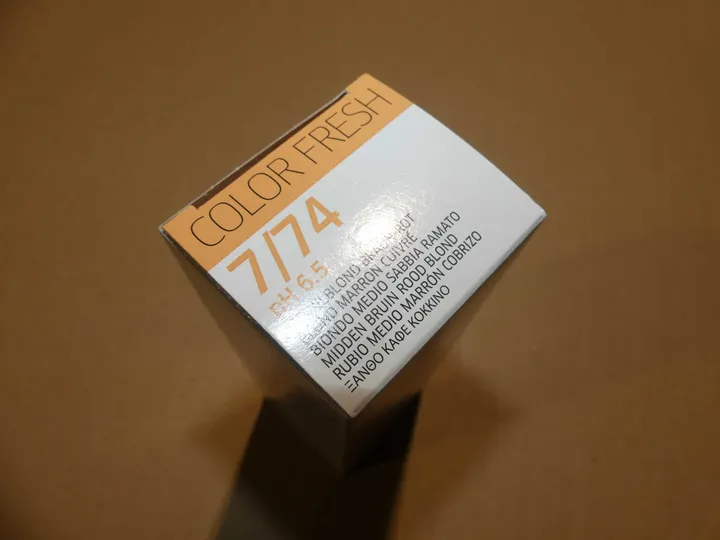 COLOR FRESH
7/74
PH 6.5
BLOND
BLOND MARRON CUIVRÉ
BIONDO MEDIO SABBIA RAMATO
MIDDEN BRUIN ROOD BLOND
RUBIO MEDIO MARRÓN COBRIZO
ΞΑΝΘΟ ΚΑΦΕ ΚΟΚΚΙΝΟ